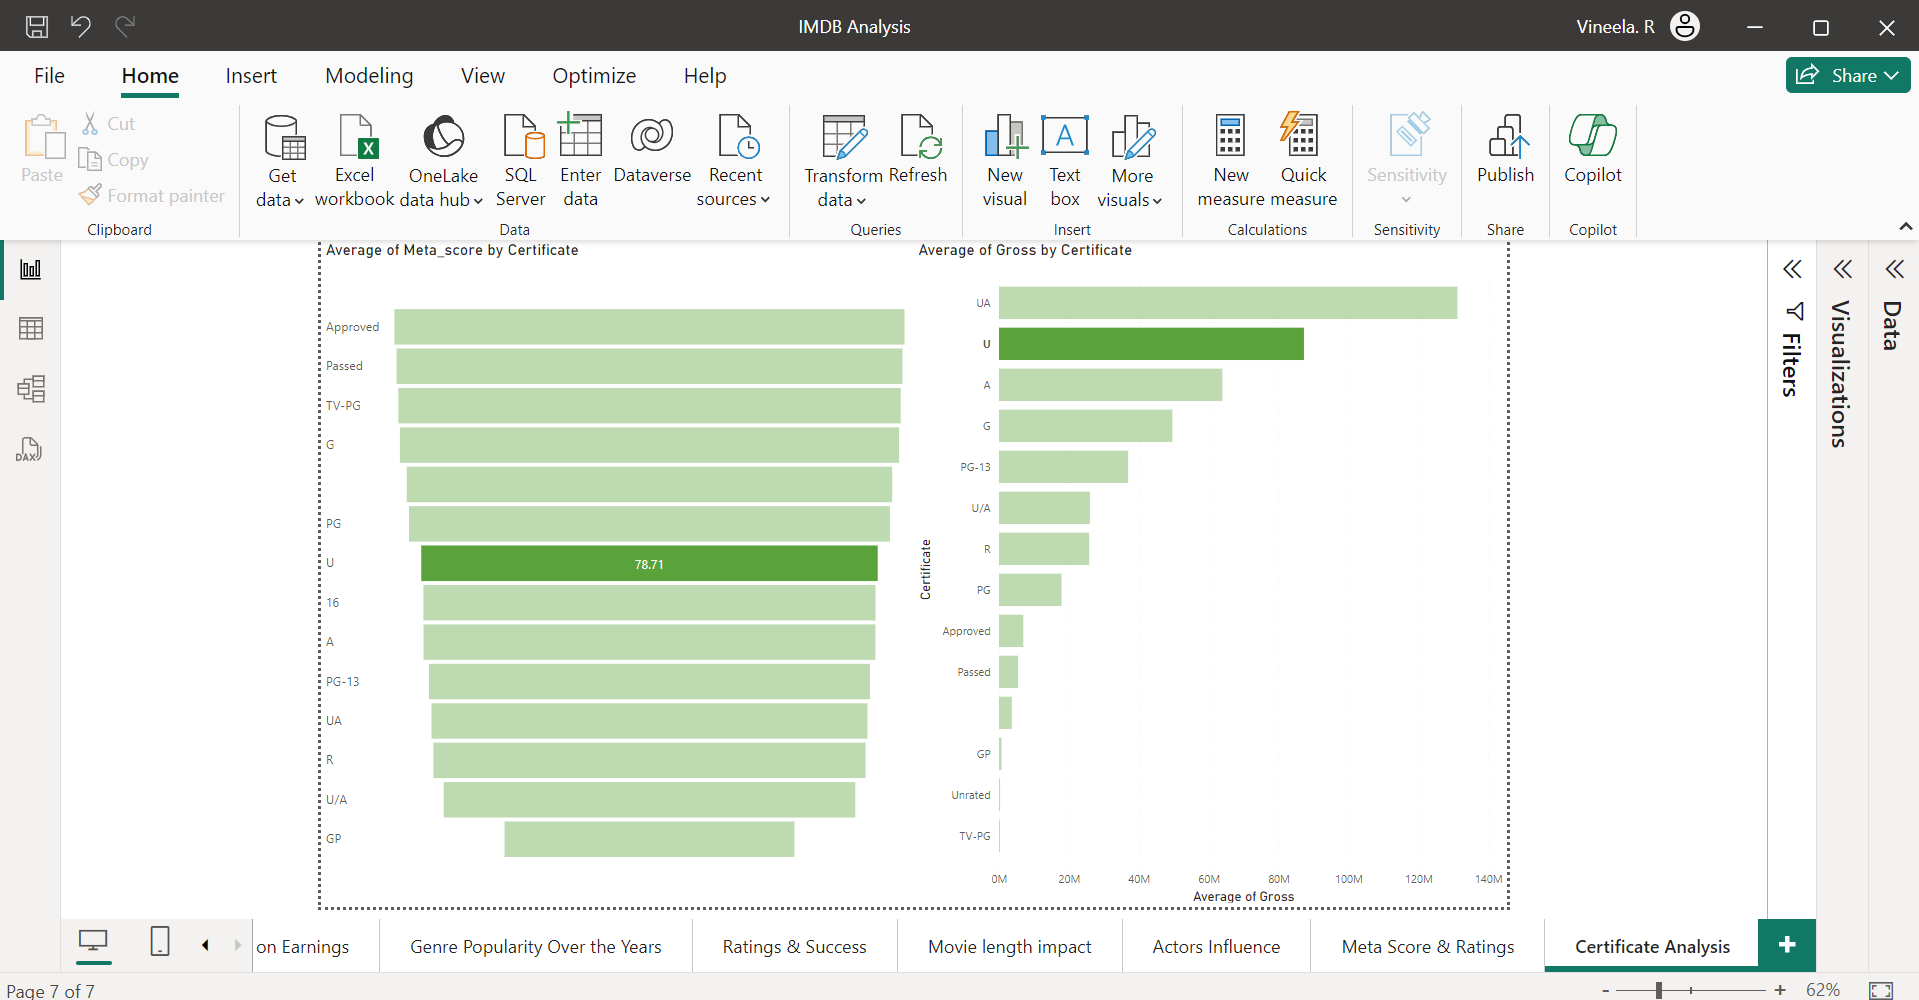 IMDB Analysis
Vineela. R
File Home Insert Modeling View Optimize Help
Share
Paste
Cut
Copy
Format painter
Clipboard
Get data
Excel workbook
OneLake data hub
SQL Server
Enter data
Dataverse
Recent sources
Data
Transform data
Refresh
Queries
New visual
A
Text box
More visuals
Insert
New measure
Quick measure
Calculations
Sensitivity
Sensitivity
Publish
Share
Copilot
Copilot
DAX
Average of Meta_score by Certificate
Approved
Passed
TV-PG
G
PG
U
78.71
16
A
PG-13
UA
R
U/A
GP
Average of Gross by Certificate
Certificate
UA
U
A
G
PG-13
U/A
R
PG
Approved
Passed
GP
Unrated
TV-PG
0M 20M 40M 60M 80M 100M 120M 140M
Average of Gross
Filters
Visualizations
Data
on Earnings
Genre Popularity Over the Years
Ratings & Success
Movie length impact
Actors Influence
Meta Score & Ratings
Certificate Analysis
+
Page 7 of 7
- + 62%